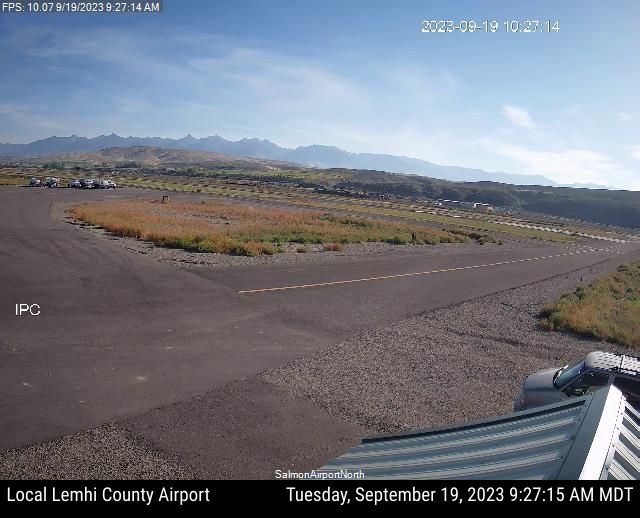 FPS: 10.07 9/19/2023 9:27:14 AM
2023-09-19 10:27:14
IPC
SalmonAirportNorth
Local Lemhi County Airport Tuesday, September 19, 2023 9:27:15 AM MDT